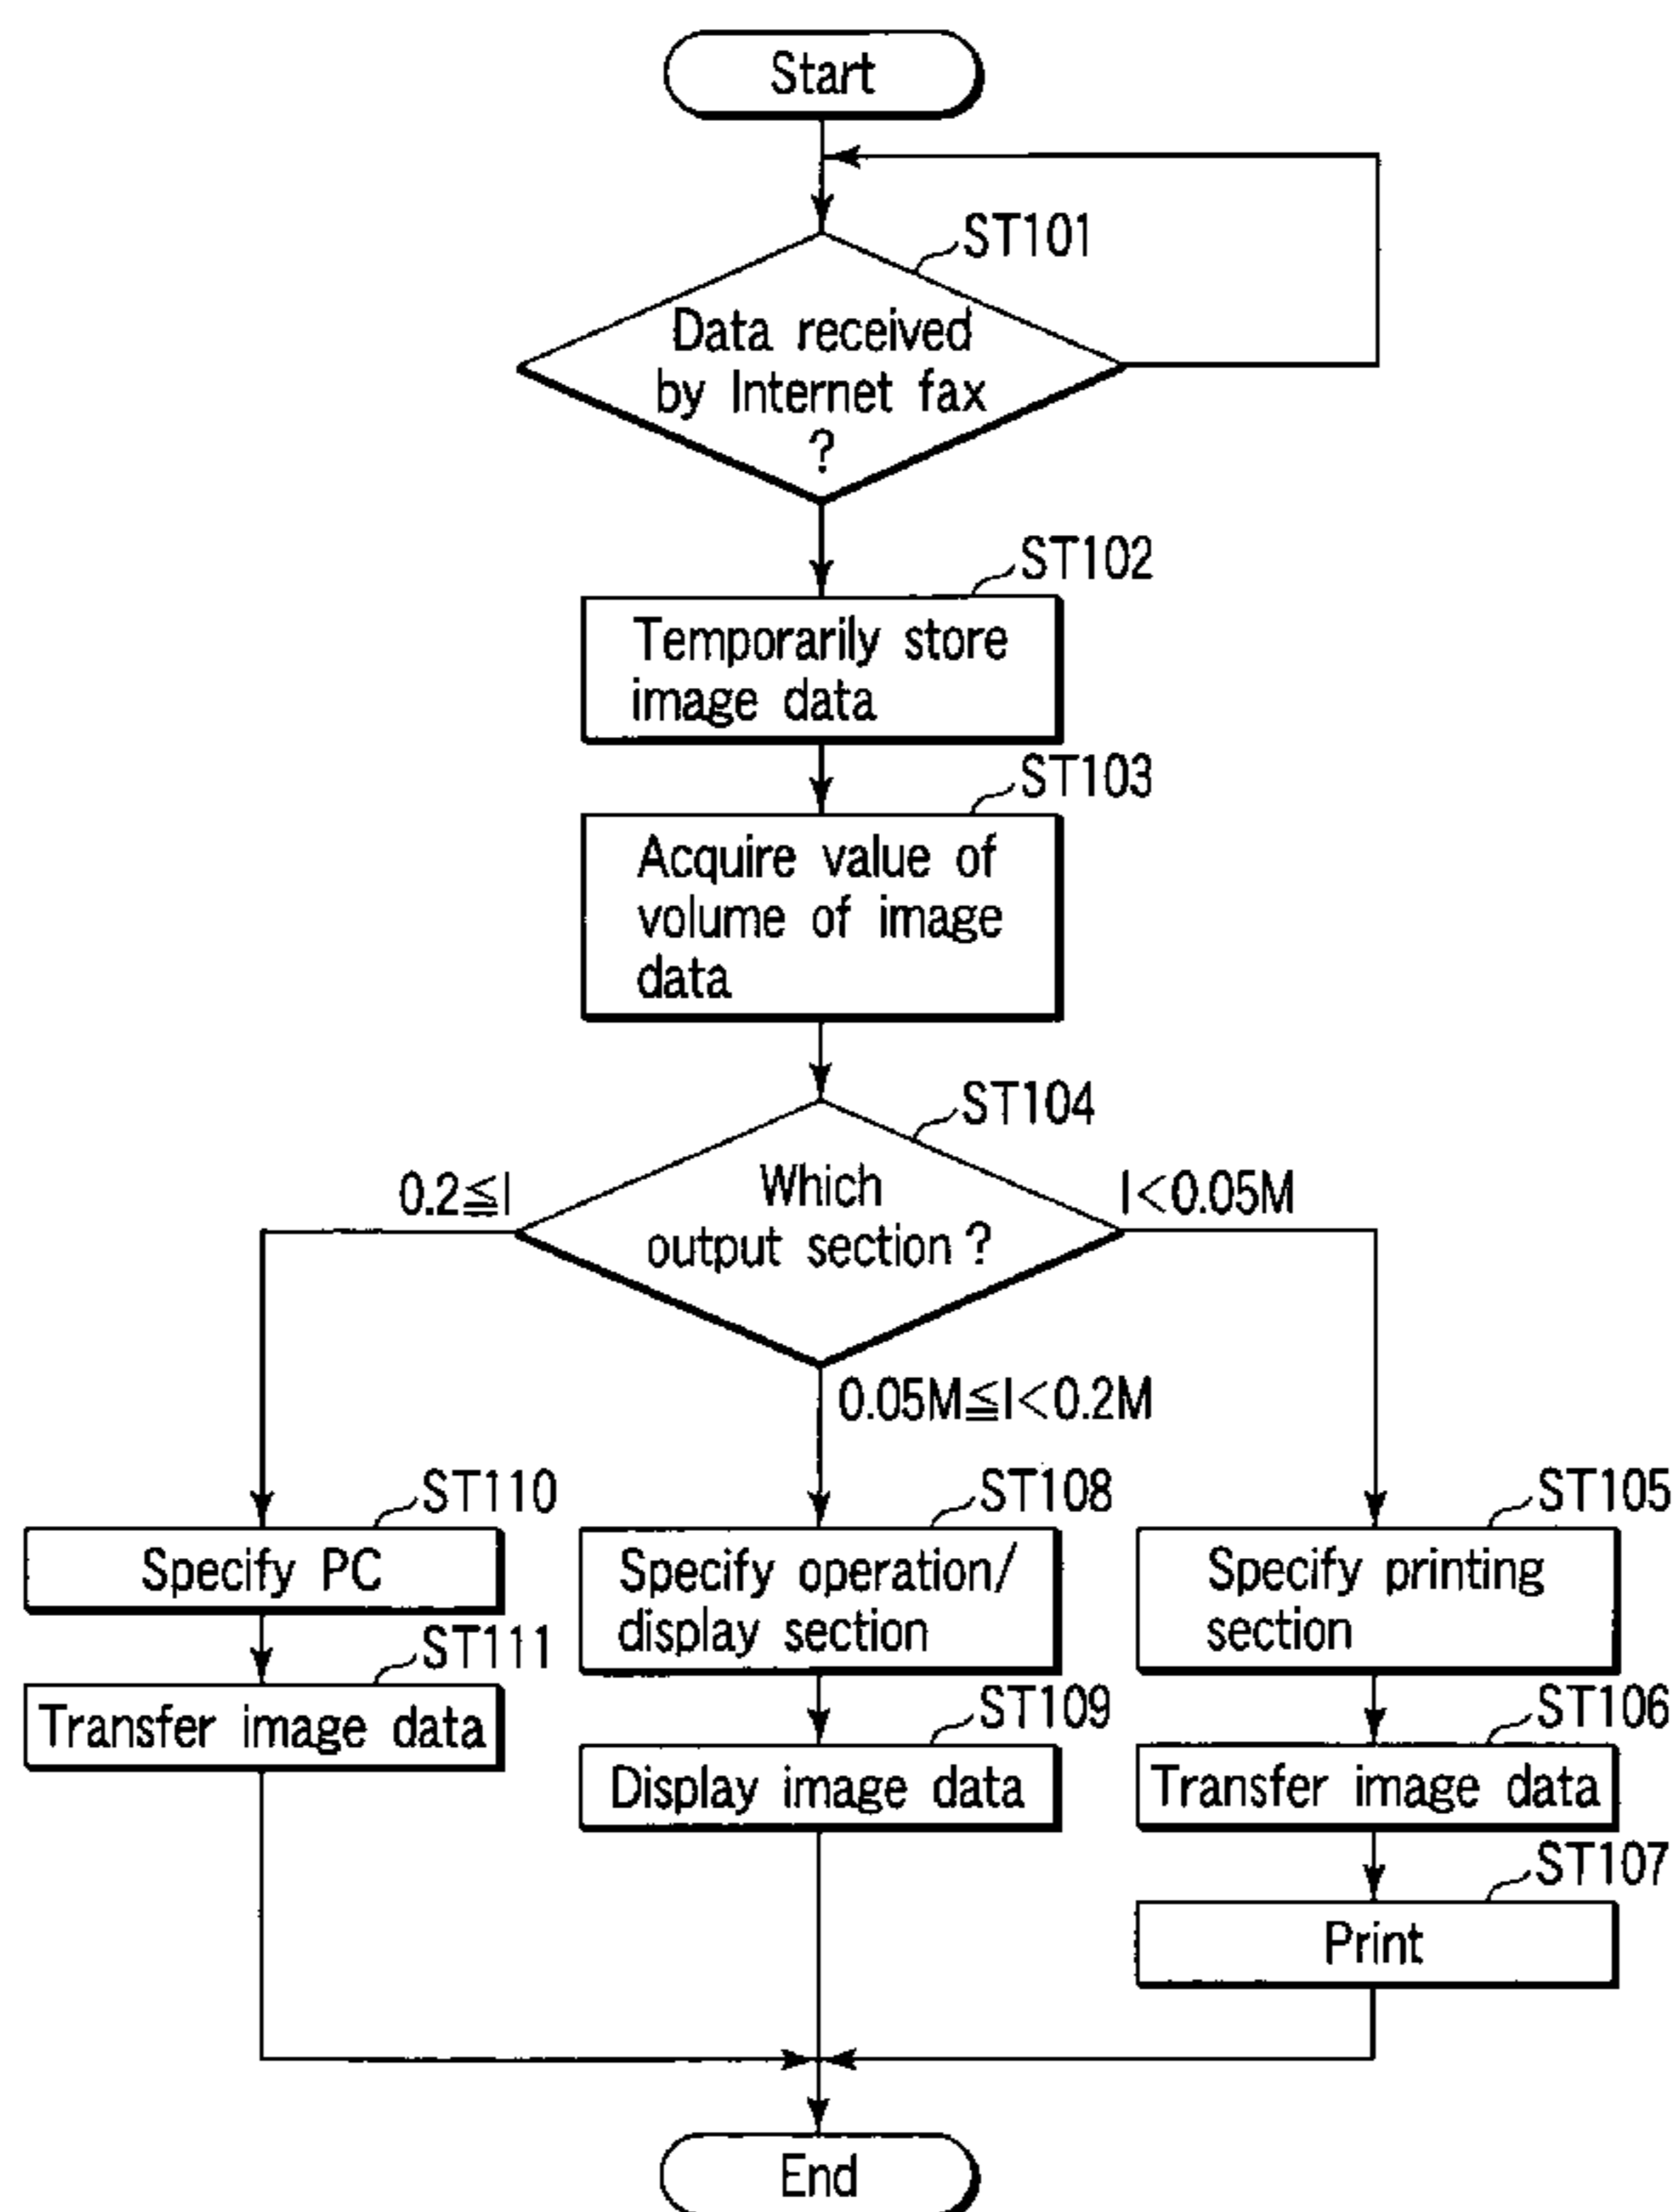 Start
ST101
Data received
by Internet fax
?
ST102
Temporarily store
image data
ST103
Acquire value of
volume of image
data
ST104
Which
output section ?
0.2≦I
I<0.05M
0.05M≦I<0.2M
ST110
Specify PC
ST111
Transfer image data
ST108
Specify operation/
display section
ST109
Display image data
ST105
Specify printing
section
ST106
Transfer image data
ST107
Print
End